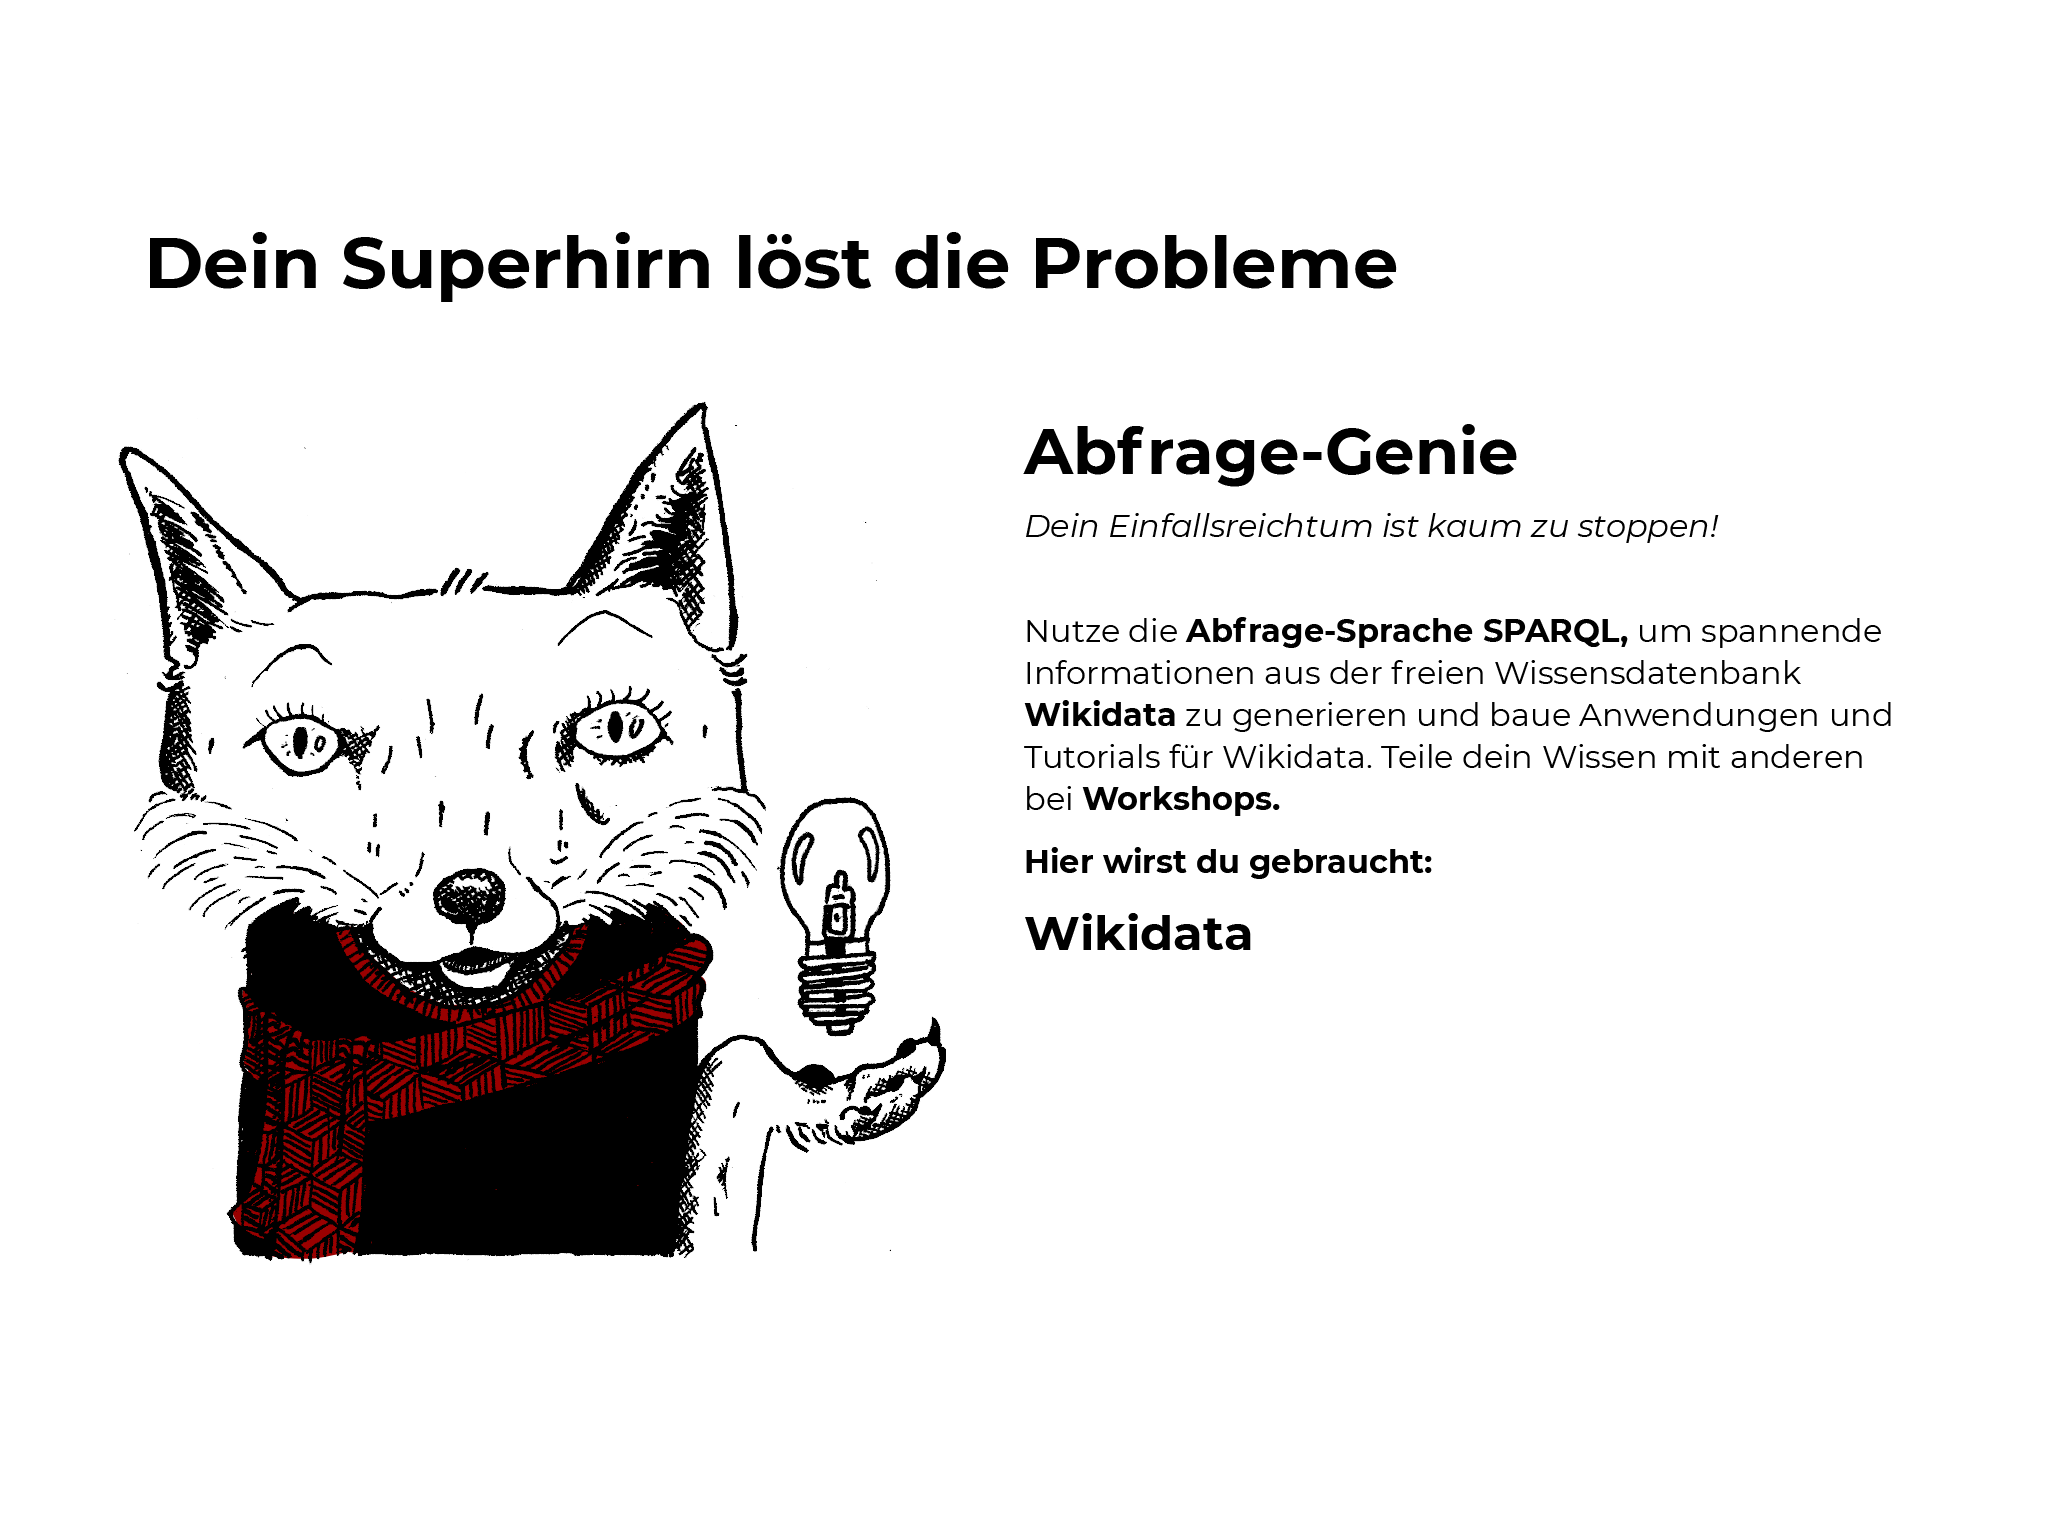 Dein Superhirn löst die Probleme
Abfrage-Genie
Dein Einfallsreichtum ist kaum zu stoppen!
Nutze die Abfrage-Sprache SPARQL, um spannende
Informationen aus der freien Wissensdatenbank
Wikidata zu generieren und baue Anwendungen und
Tutorials für Wikidata. Teile dein Wissen mit anderen
bei Workshops.
Hier wirst du gebraucht:
Wikidata